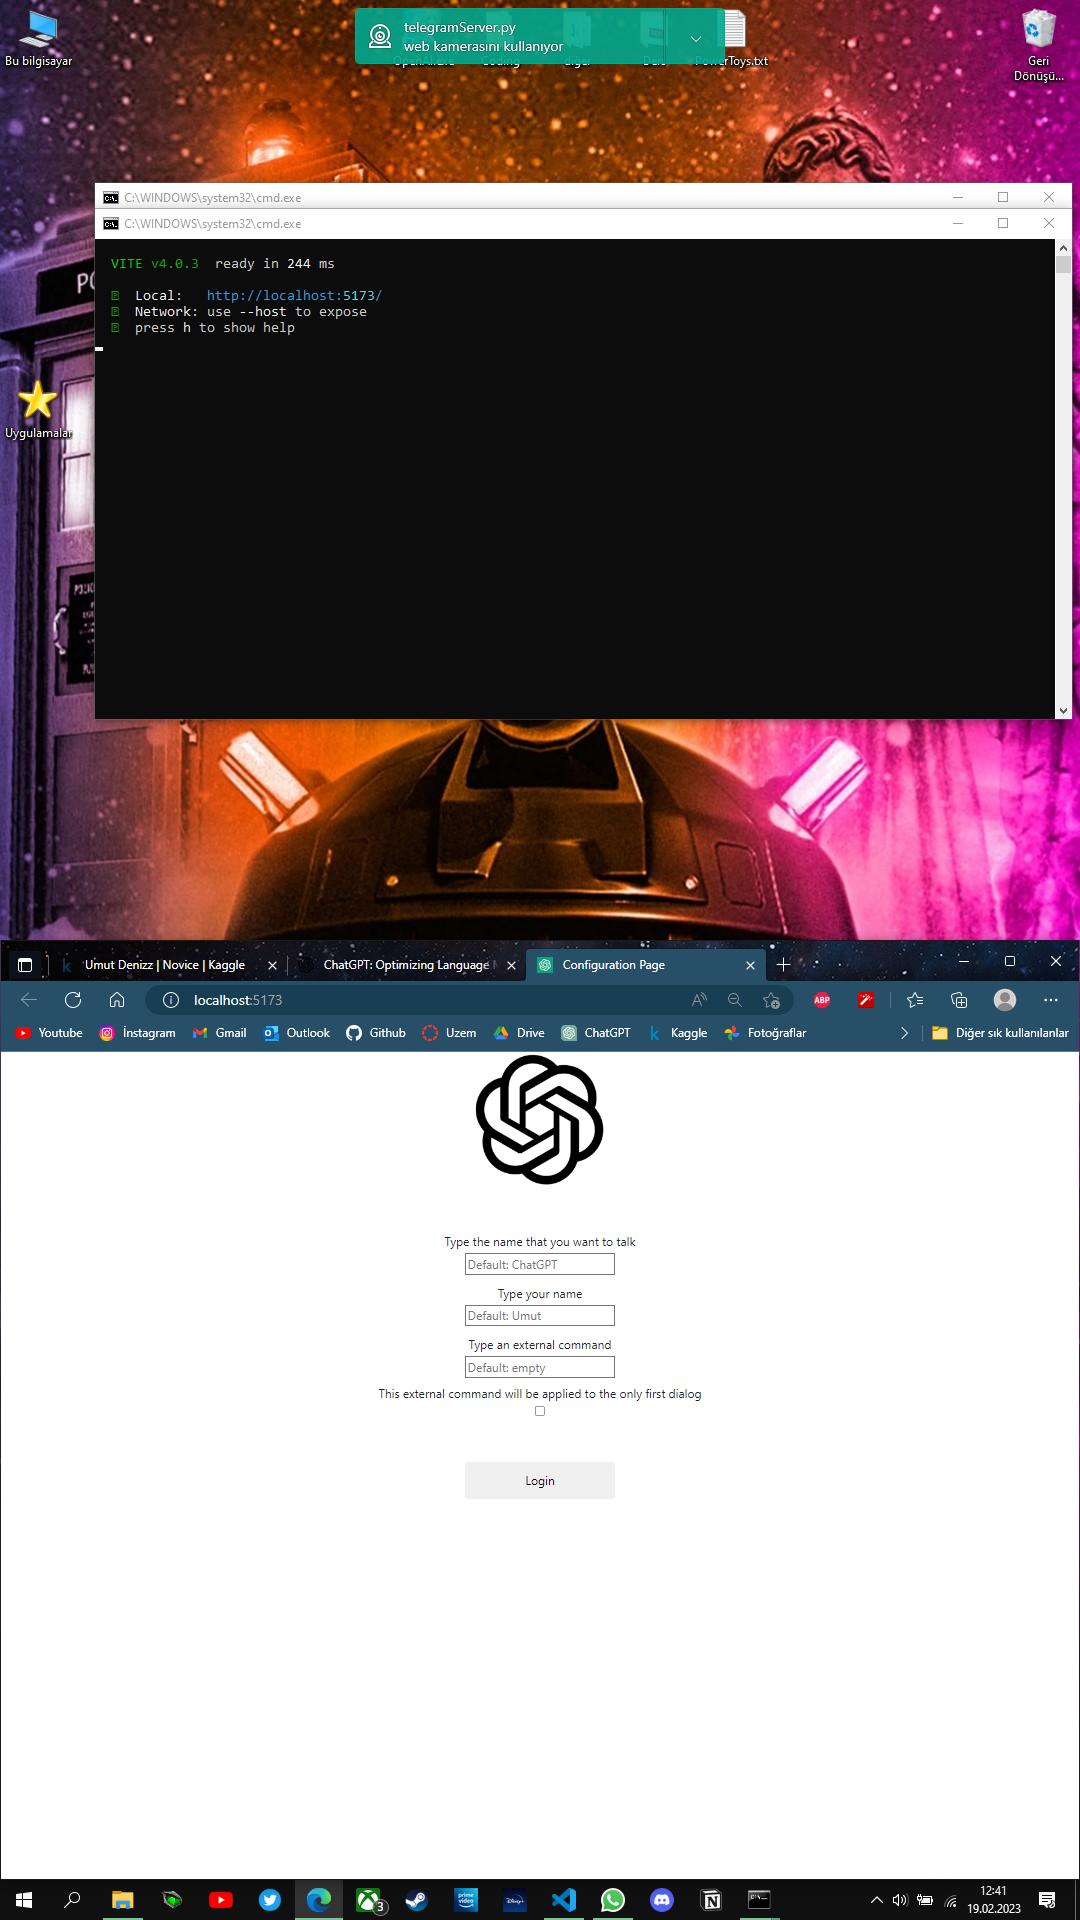 Bu bilgisayar
telegramServer.py
web kamerasını kullanıyor
PowerToys.txt
Geri
Dönüşü...
C:\WINDOWS\system32\cmd.exe
C:\WINDOWS\system32\cmd.exe
VITE v4.0.3 ready in 244 ms
Local: http://localhost:5173/
Network: use --host to expose
press h to show help
Uygulamalar
Umut Denizz | Novice | Kaggle
ChatGPT: Optimizing Language
Configuration Page
localhost:5173
ABP
Youtube
İnstagram
Gmail
Outlook
Github
Uzem
Drive
ChatGPT
Kaggle
Fotoğraflar
Diğer sık kullanılanlar
Type the name that you want to talk
Default: ChatGPT
Type your name
Default: Umut
Type an external command
Default: empty
This external command will be applied to the only first dialog
Login
3
prime video
Disney+
12:41
19.02.2023